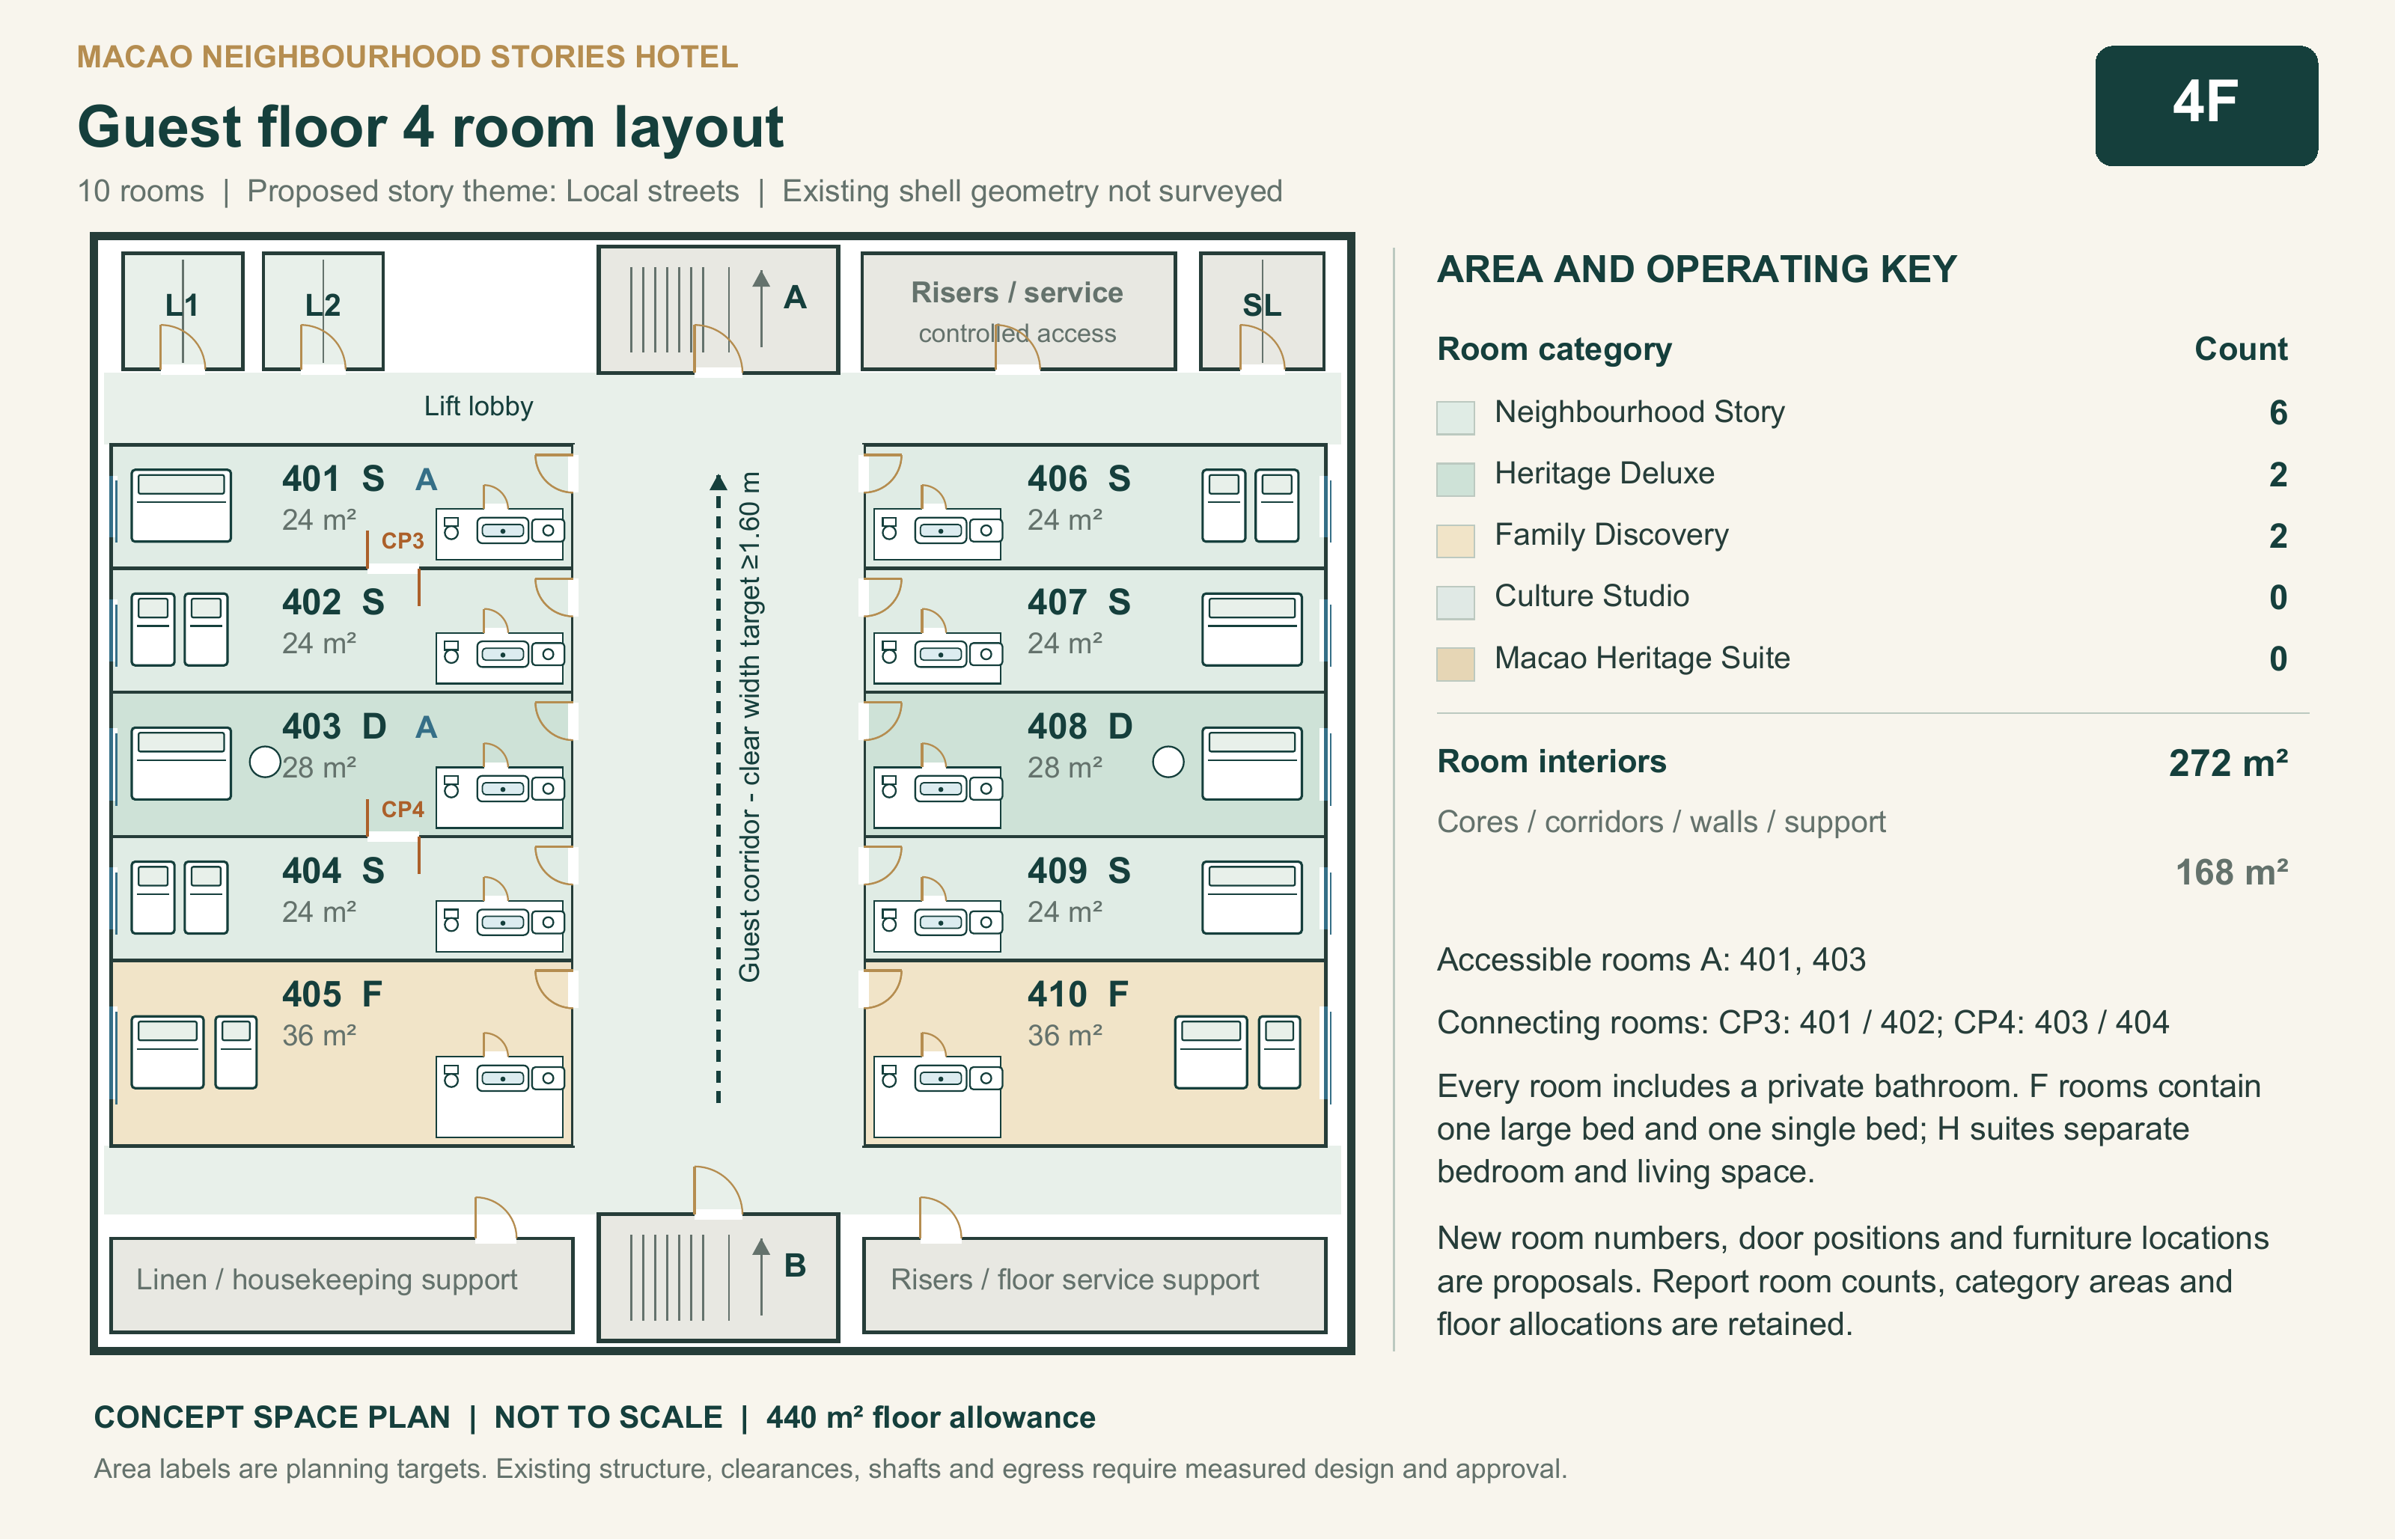 MACAO NEIGHBOURHOOD STORIES HOTEL
Guest floor 4 room layout
10 rooms | Proposed story theme: Local streets | Existing shell geometry not surveyed
4F
L1
L2
A
Risers / service
controlled access
SL
Lift lobby
401 S A
24 m²
CP3
402 S
24 m²
403 D A
28 m²
CP4
404 S
24 m²
405 F
36 m²
Guest corridor - clear width target ≥1.60 m
406 S
24 m²
407 S
24 m²
408 D
28 m²
409 S
24 m²
410 F
36 m²
Linen / housekeeping support
B
Risers / floor service support
AREA AND OPERATING KEY
Room category Count
Neighbourhood Story 6
Heritage Deluxe 2
Family Discovery 2
Culture Studio 0
Macao Heritage Suite 0
Room interiors 272 m²
Cores / corridors / walls / support
168 m²
Accessible rooms A: 401, 403
Connecting rooms: CP3: 401 / 402; CP4: 403 / 404
Every room includes a private bathroom. F rooms contain
one large bed and one single bed; H suites separate
bedroom and living space.
New room numbers, door positions and furniture locations
are proposals. Report room counts, category areas and
floor allocations are retained.
CONCEPT SPACE PLAN | NOT TO SCALE | 440 m² floor allowance
Area labels are planning targets. Existing structure, clearances, shafts and egress require measured design and approval.